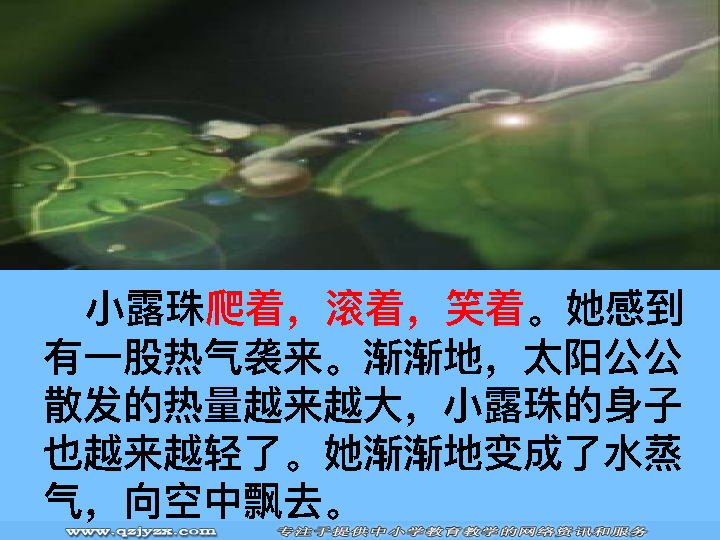 小露珠爬着，滚着，笑着。她感到
有一股热气袭来。渐渐地，太阳公公
散发的热量越来越大，小露珠的身子
也越来越轻了。她渐渐地变成了水蒸
气，向空中飘去。
www.qzjyzx.com 专注于提供中小学教育教学的网络资讯和服务